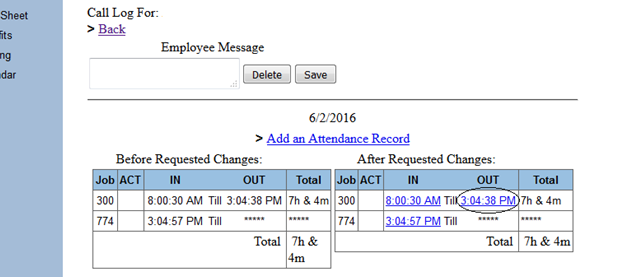 Sheet
Call Log For:
> Back
fits
Employee Message
ng
dar
Delete Save
6/2/2016
> Add an Attendance Record
Before Requested Changes:
Job ACT IN OUT Total
300 8:00:30 AM Till 3:04:38 PM 7h & 4m
774 3:04:57 PM Till ***** *****
Total 7h &
4m
After Requested Changes:
Job ACT IN OUT Total
300 8:00:30 AM Till 3:04:38 PM 7h & 4m
774 3:04:57 PM Till ***** *****
Total 7h & 4m